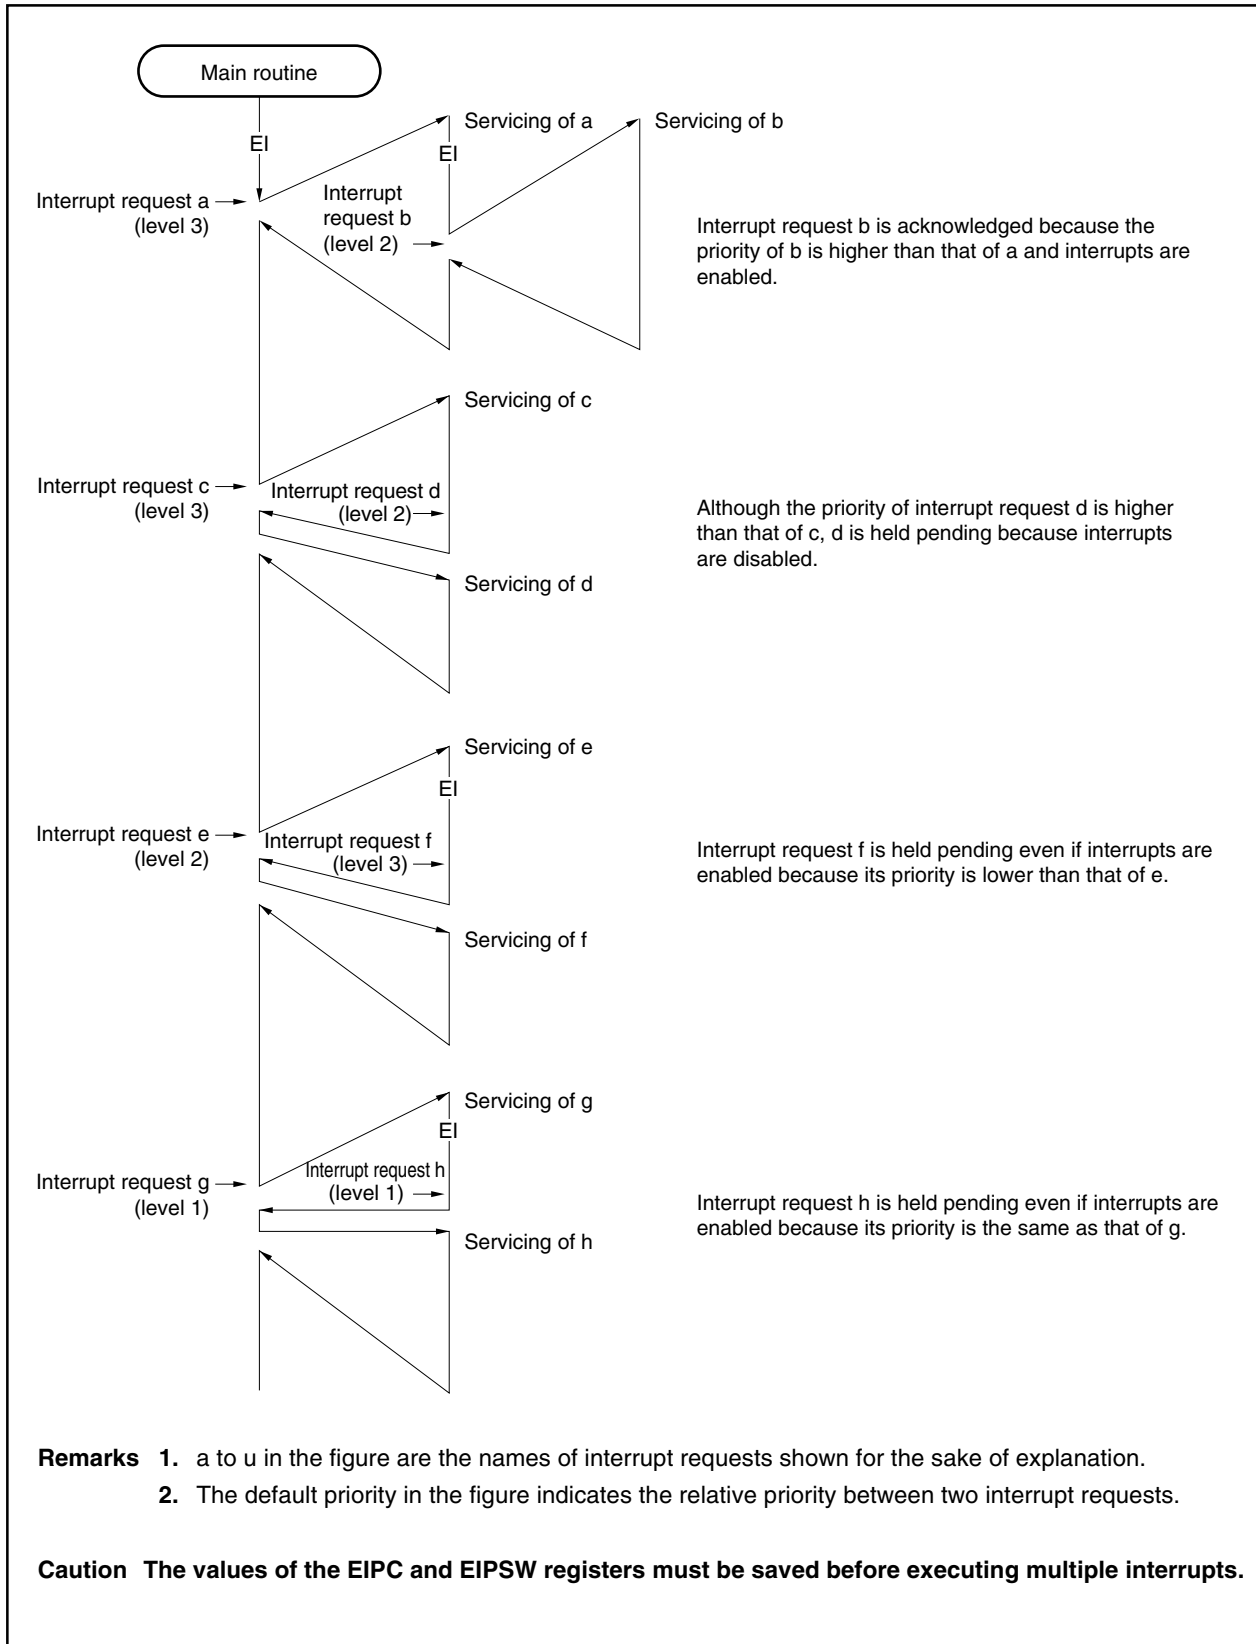 Main routine
EI
Servicing of a
Servicing of b
EI
Interrupt request a
(level 3)
Interrupt
request b
(level 2)
Interrupt request b is acknowledged because the
priority of b is higher than that of a and interrupts are
enabled.
Servicing of c
Interrupt request c
(level 3)
Interrupt request d
(level 2)
Although the priority of interrupt request d is higher
than that of c, d is held pending because interrupts
are disabled.
Servicing of d
Servicing of e
EI
Interrupt request e
(level 2)
Interrupt request f
(level 3)
Interrupt request f is held pending even if interrupts are
enabled because its priority is lower than that of e.
Servicing of f
Servicing of g
EI
Interrupt request g
(level 1)
Interrupt request h
(level 1)
Interrupt request h is held pending even if interrupts are
enabled because its priority is the same as that of g.
Servicing of h
Remarks 1. a to u in the figure are the names of interrupt requests shown for the sake of explanation.
2. The default priority in the figure indicates the relative priority between two interrupt requests.
Caution The values of the EIPC and EIPSW registers must be saved before executing multiple interrupts.